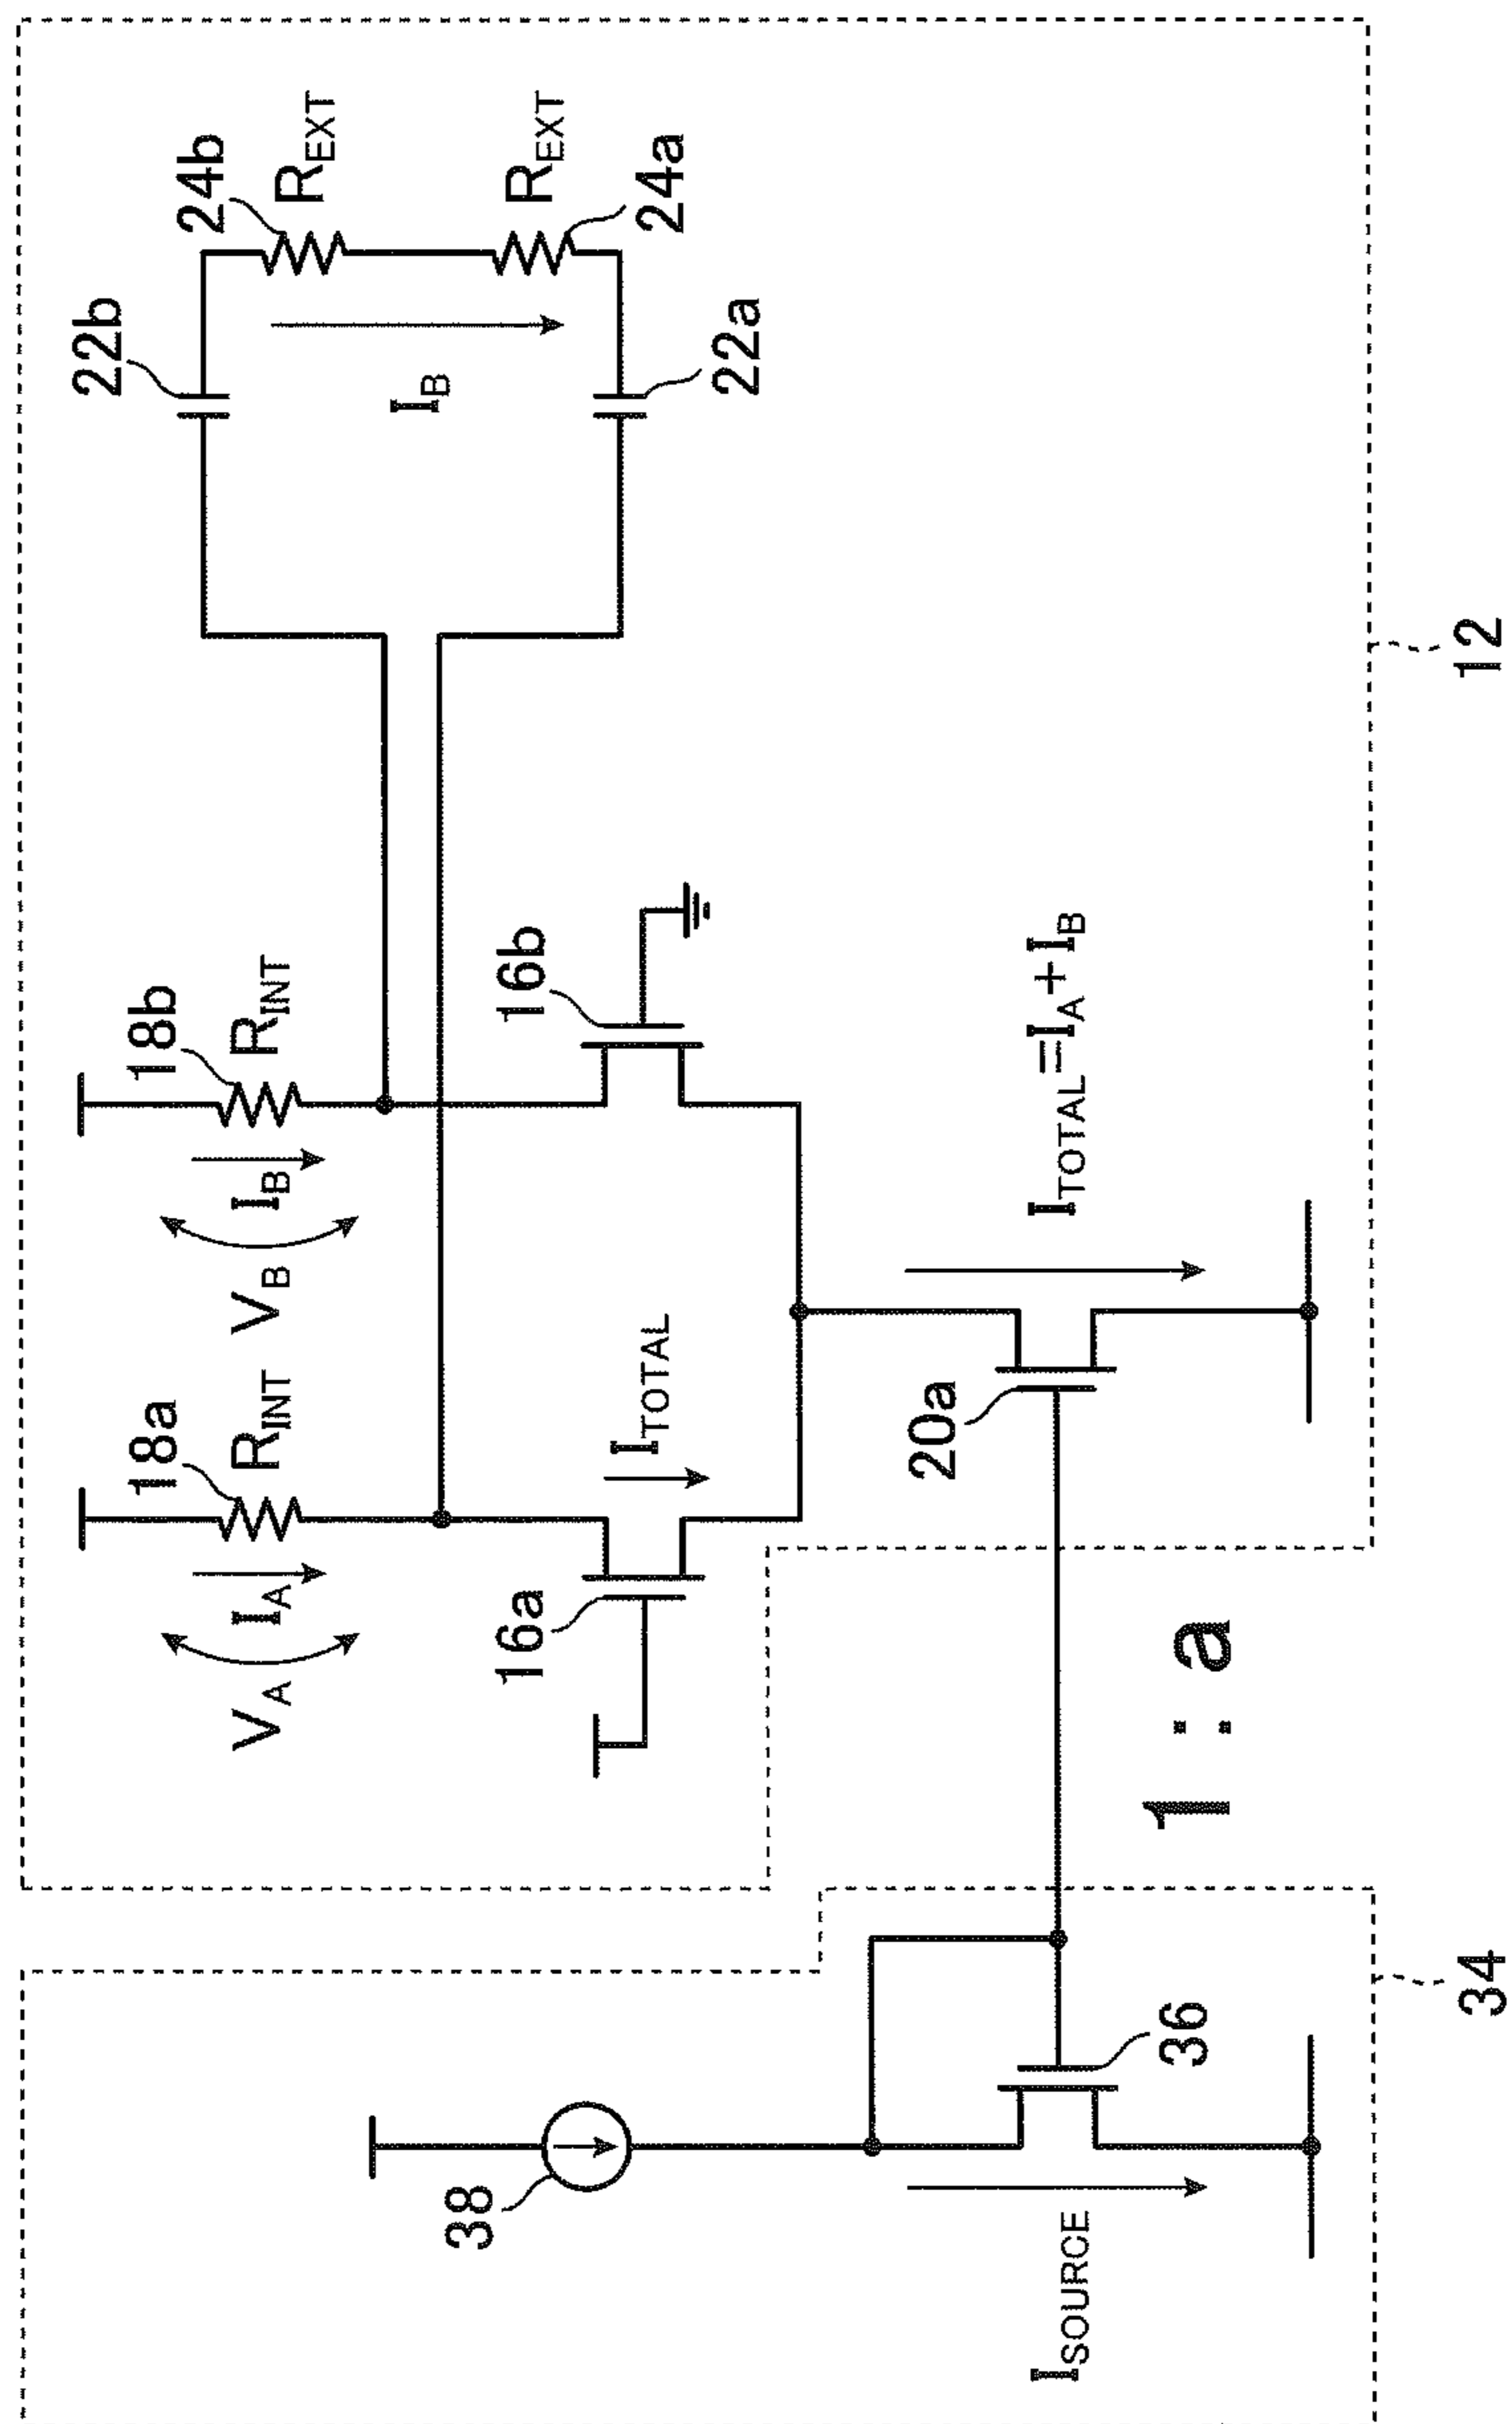 18a
R_INT
V_A
I_A
18b
R_INT
V_B
I_B
22b
24b
R_EXT
R_EXT
24a
I_B
22a
16a
I_TOTAL
16b
38
20a
I_TOTAL=I_A+I_B
I_SOURCE
36
1 : a
34
12